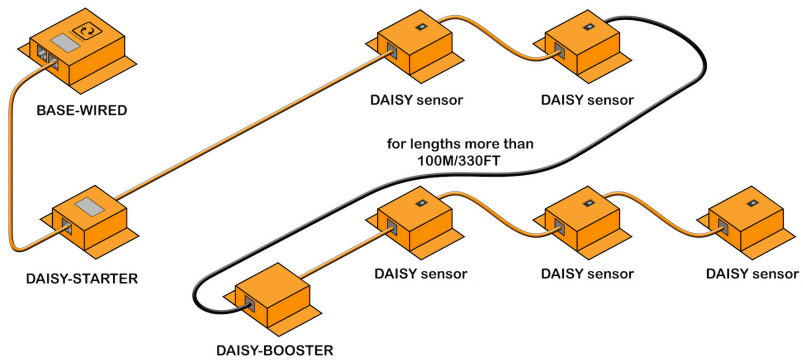 BASE-WIRED
DAISY sensor
DAISY sensor
for lengths more than
100M/330FT
DAISY-STARTER
DAISY sensor
DAISY sensor
DAISY sensor
DAISY-BOOSTER